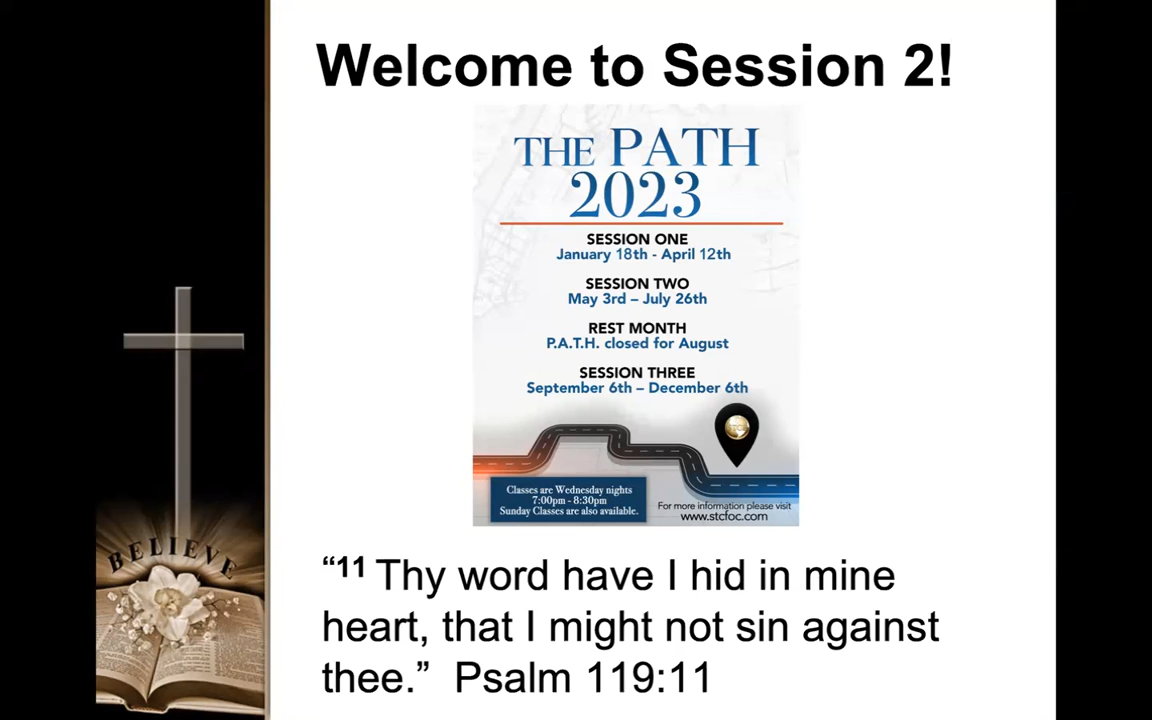 Welcome to Session 2!
THE PATH
2023
SESSION ONE
January 18th - April 12th
SESSION TWO
May 3rd – July 26th
REST MONTH
P.A.T.H. closed for August
SESSION THREE
September 6th – December 6th
Classes are Wednesday nights
7:00pm - 8:30pm
Sunday Classes are also available.
For more information please visit
www.stcfoc.com
BELIEVE
“11 Thy word have I hid in mine
heart, that I might not sin against
thee.” Psalm 119:11